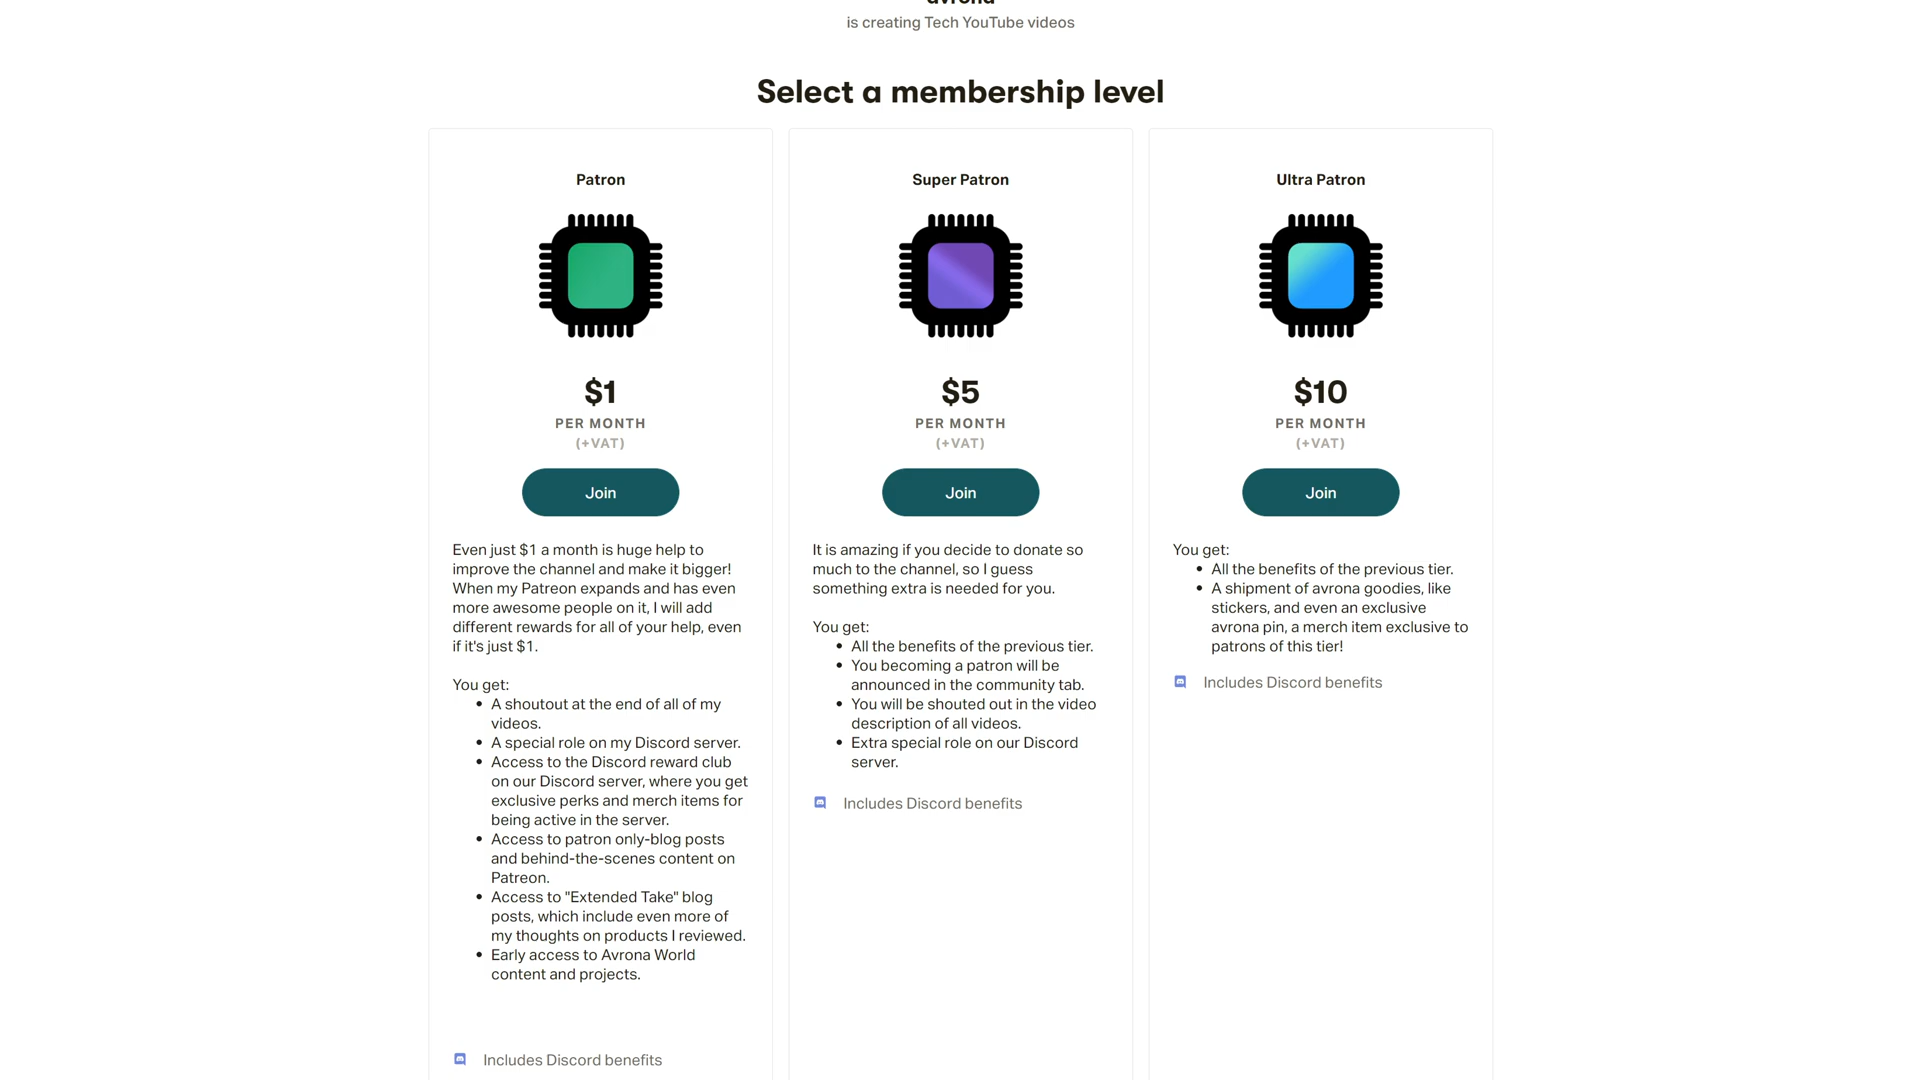 avrona
is creating Tech YouTube videos
Select a membership level
Patron
$1
PER MONTH
(+VAT)
Join
Even just $1 a month is huge help to
improve the channel and make it bigger!
When my Patreon expands and has even
more awesome people on it, I will add
different rewards for all of your help, even
if it's just $1.
You get:
• A shoutout at the end of all of my
videos.
• A special role on my Discord server.
• Access to the Discord reward club
on our Discord server, where you get
exclusive perks and merch items for
being active in the server.
• Access to patron only-blog posts
and behind-the-scenes content on
Patreon.
• Access to "Extended Take" blog
posts, which include even more of
my thoughts on products I reviewed.
• Early access to Avrona World
content and projects.
Includes Discord benefits
Super Patron
$5
PER MONTH
(+VAT)
Join
It is amazing if you decide to donate so
much to the channel, so I guess
something extra is needed for you.
You get:
• All the benefits of the previous tier.
• You becoming a patron will be
announced in the community tab.
• You will be shouted out in the video
description of all videos.
• Extra special role on our Discord
server.
Includes Discord benefits
Ultra Patron
$10
PER MONTH
(+VAT)
Join
You get:
• All the benefits of the previous tier.
• A shipment of avrona goodies, like
stickers, and even an exclusive
avrona pin, a merch item exclusive to
patrons of this tier!
Includes Discord benefits